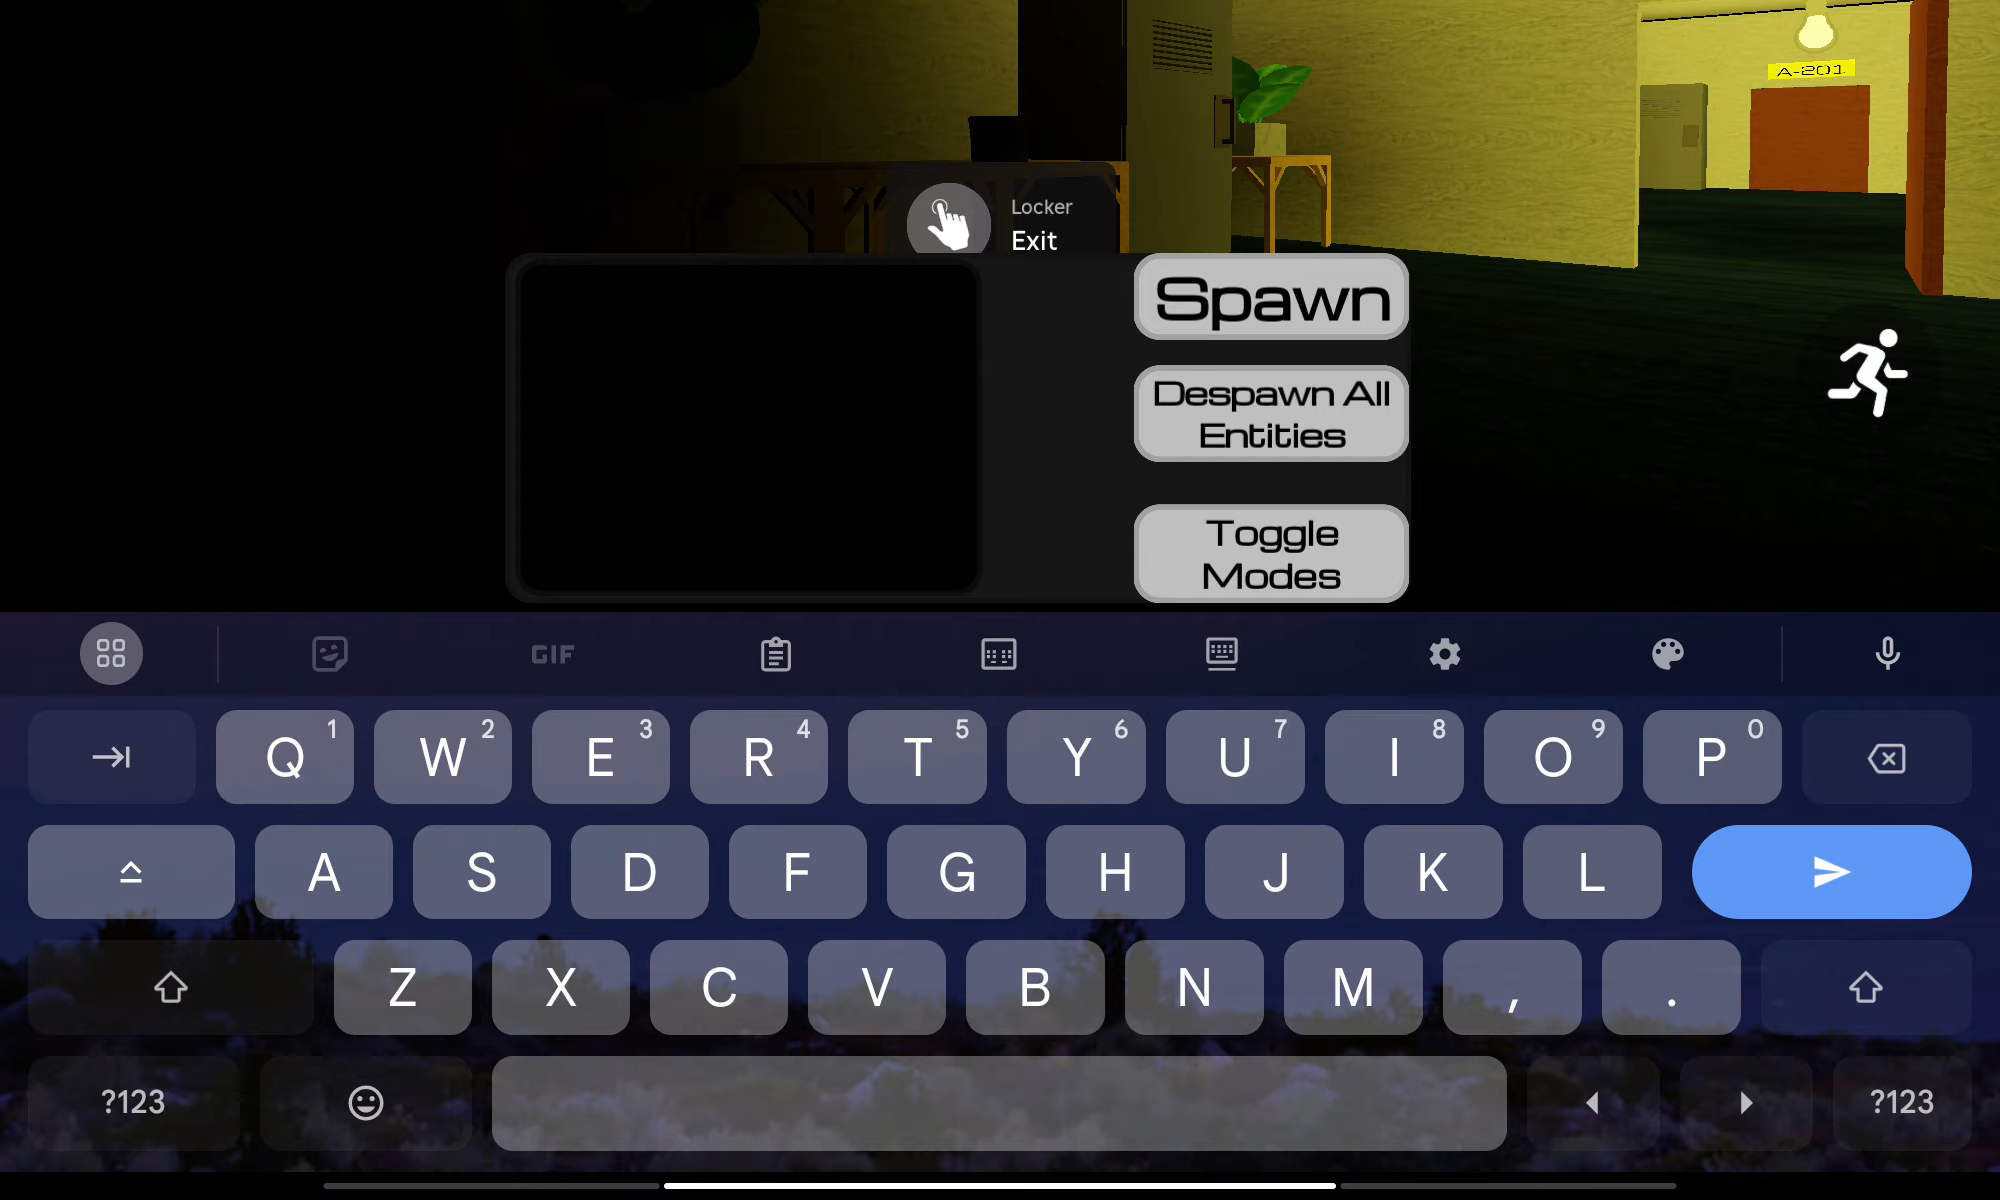 A-201
Locker
Exit
Spawn
Despawn All
Entities
Toggle
Modes
GIF
Q 1 W 2 E 3 R 4 T 5 Y 6 U 7 I 8 O 9 P 0
A S D F G H J K L
Z X C V B N M , .
?123 ?123